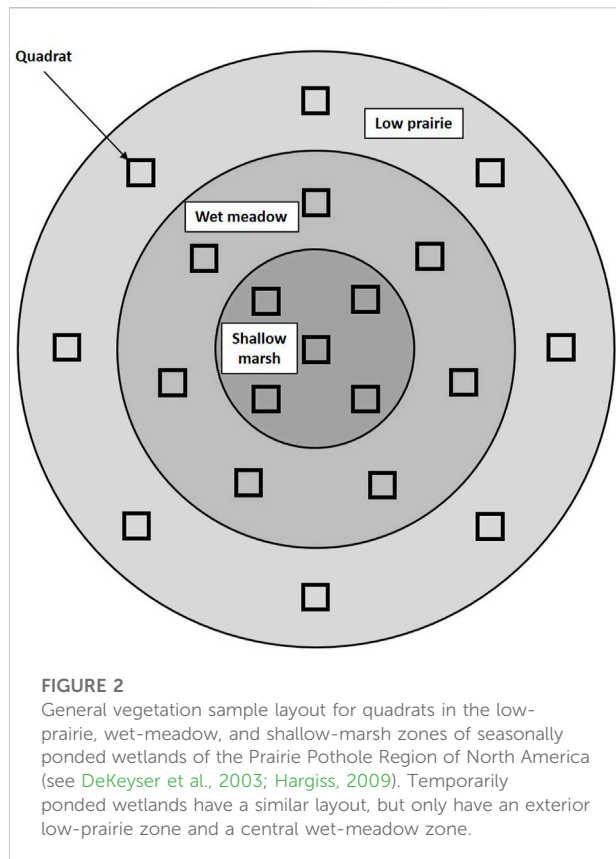 Quadrat
Low prairie
Wet meadow
Shallow
marsh
FIGURE 2
General vegetation sample layout for quadrats in the low-
prairie, wet-meadow, and shallow-marsh zones of seasonally
ponded wetlands of the Prairie Pothole Region of North America
(see DeKeyser et al., 2003; Hargiss, 2009). Temporarily
ponded wetlands have a similar layout, but only have an exterior
low-prairie zone and a central wet-meadow zone.